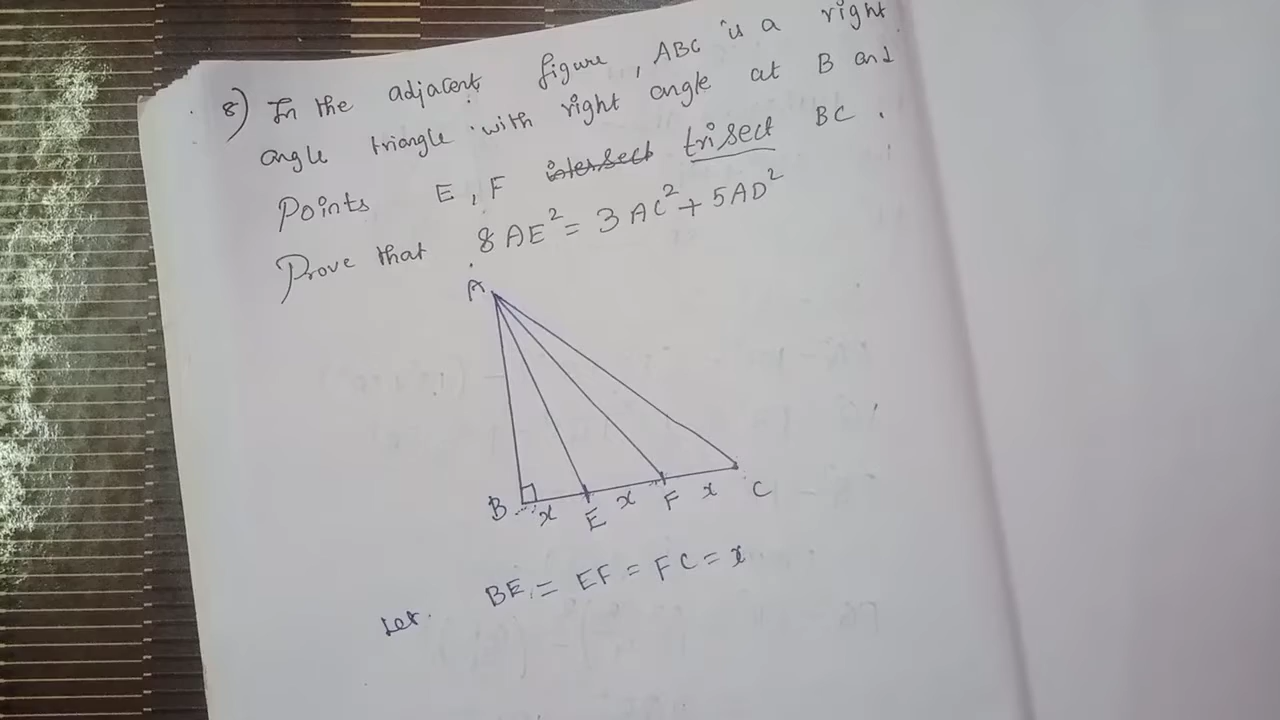 8) In the adjacent figure, ABC is a right
angle triangle with right angle at B and
Points E, F intersect trisect BC.
Prove that 8AE² = 3AC² + 5AD²
A
B x E x F x C
Let. BE = EF = FC = x